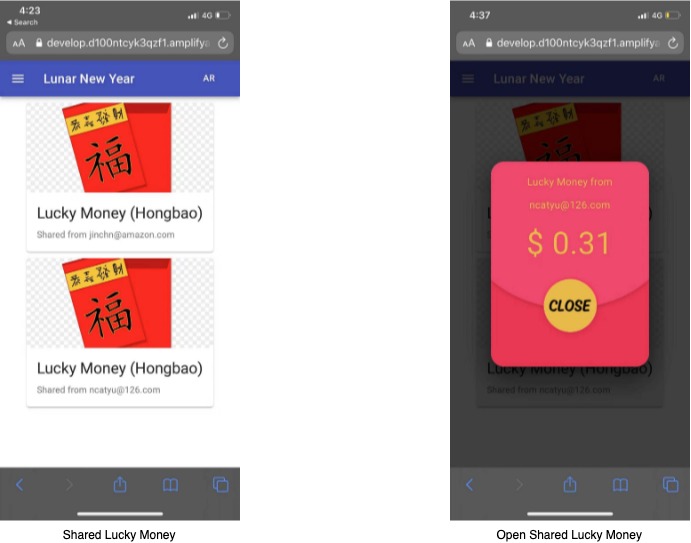 4:23
4G
Search
AA develop.d100ntcyk3qzf1.amplifya
Lunar New Year
AR
恭喜發財
福
Lucky Money (Hongbao)
Shared from jinchn@amazon.com
恭喜發財
福
Lucky Money (Hongbao)
Shared from ncatyu@126.com
Shared Lucky Money
4:37
4G
AA develop.d100ntcyk3qzf1.amplifya
Lunar New Year
AR
Lucky Money from
ncatyu@126.com
$ 0.31
CLOSE
Lucky Money (Hongbao)
Shared from ncatyu@126.com
Open Shared Lucky Money